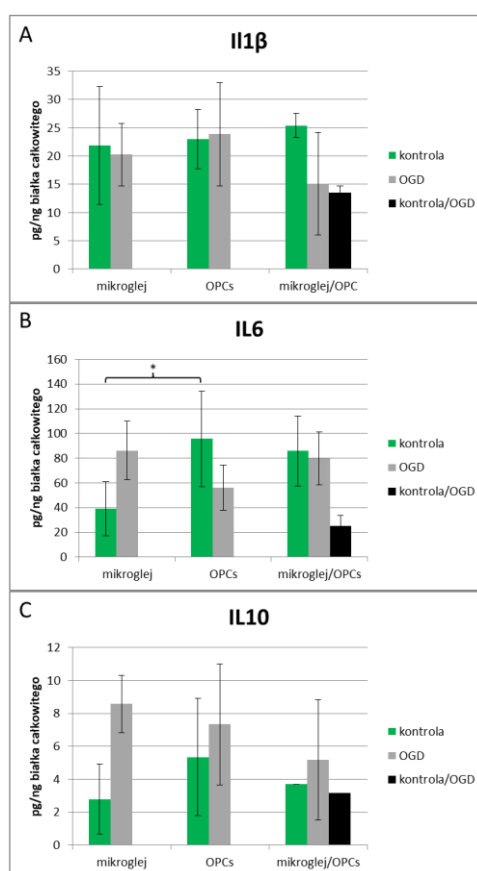 A
Il1β
pg/ng białka całkowitego
35
30
25
20
15
10
5
0
mikroglej
OPCs
mikroglej/OPC
kontrola
OGD
kontrola/OGD
B
IL6
*
pg/ng białka całkowitego
160
140
120
100
80
60
40
20
0
mikroglej
OPCs
mikroglej/OPCs
kontrola
OGD
kontrola/OGD
C
IL10
pg/ng białka całkowitego
12
10
8
6
4
2
0
mikroglej
OPCs
mikroglej/OPCs
kontrola
OGD
kontrola/OGD